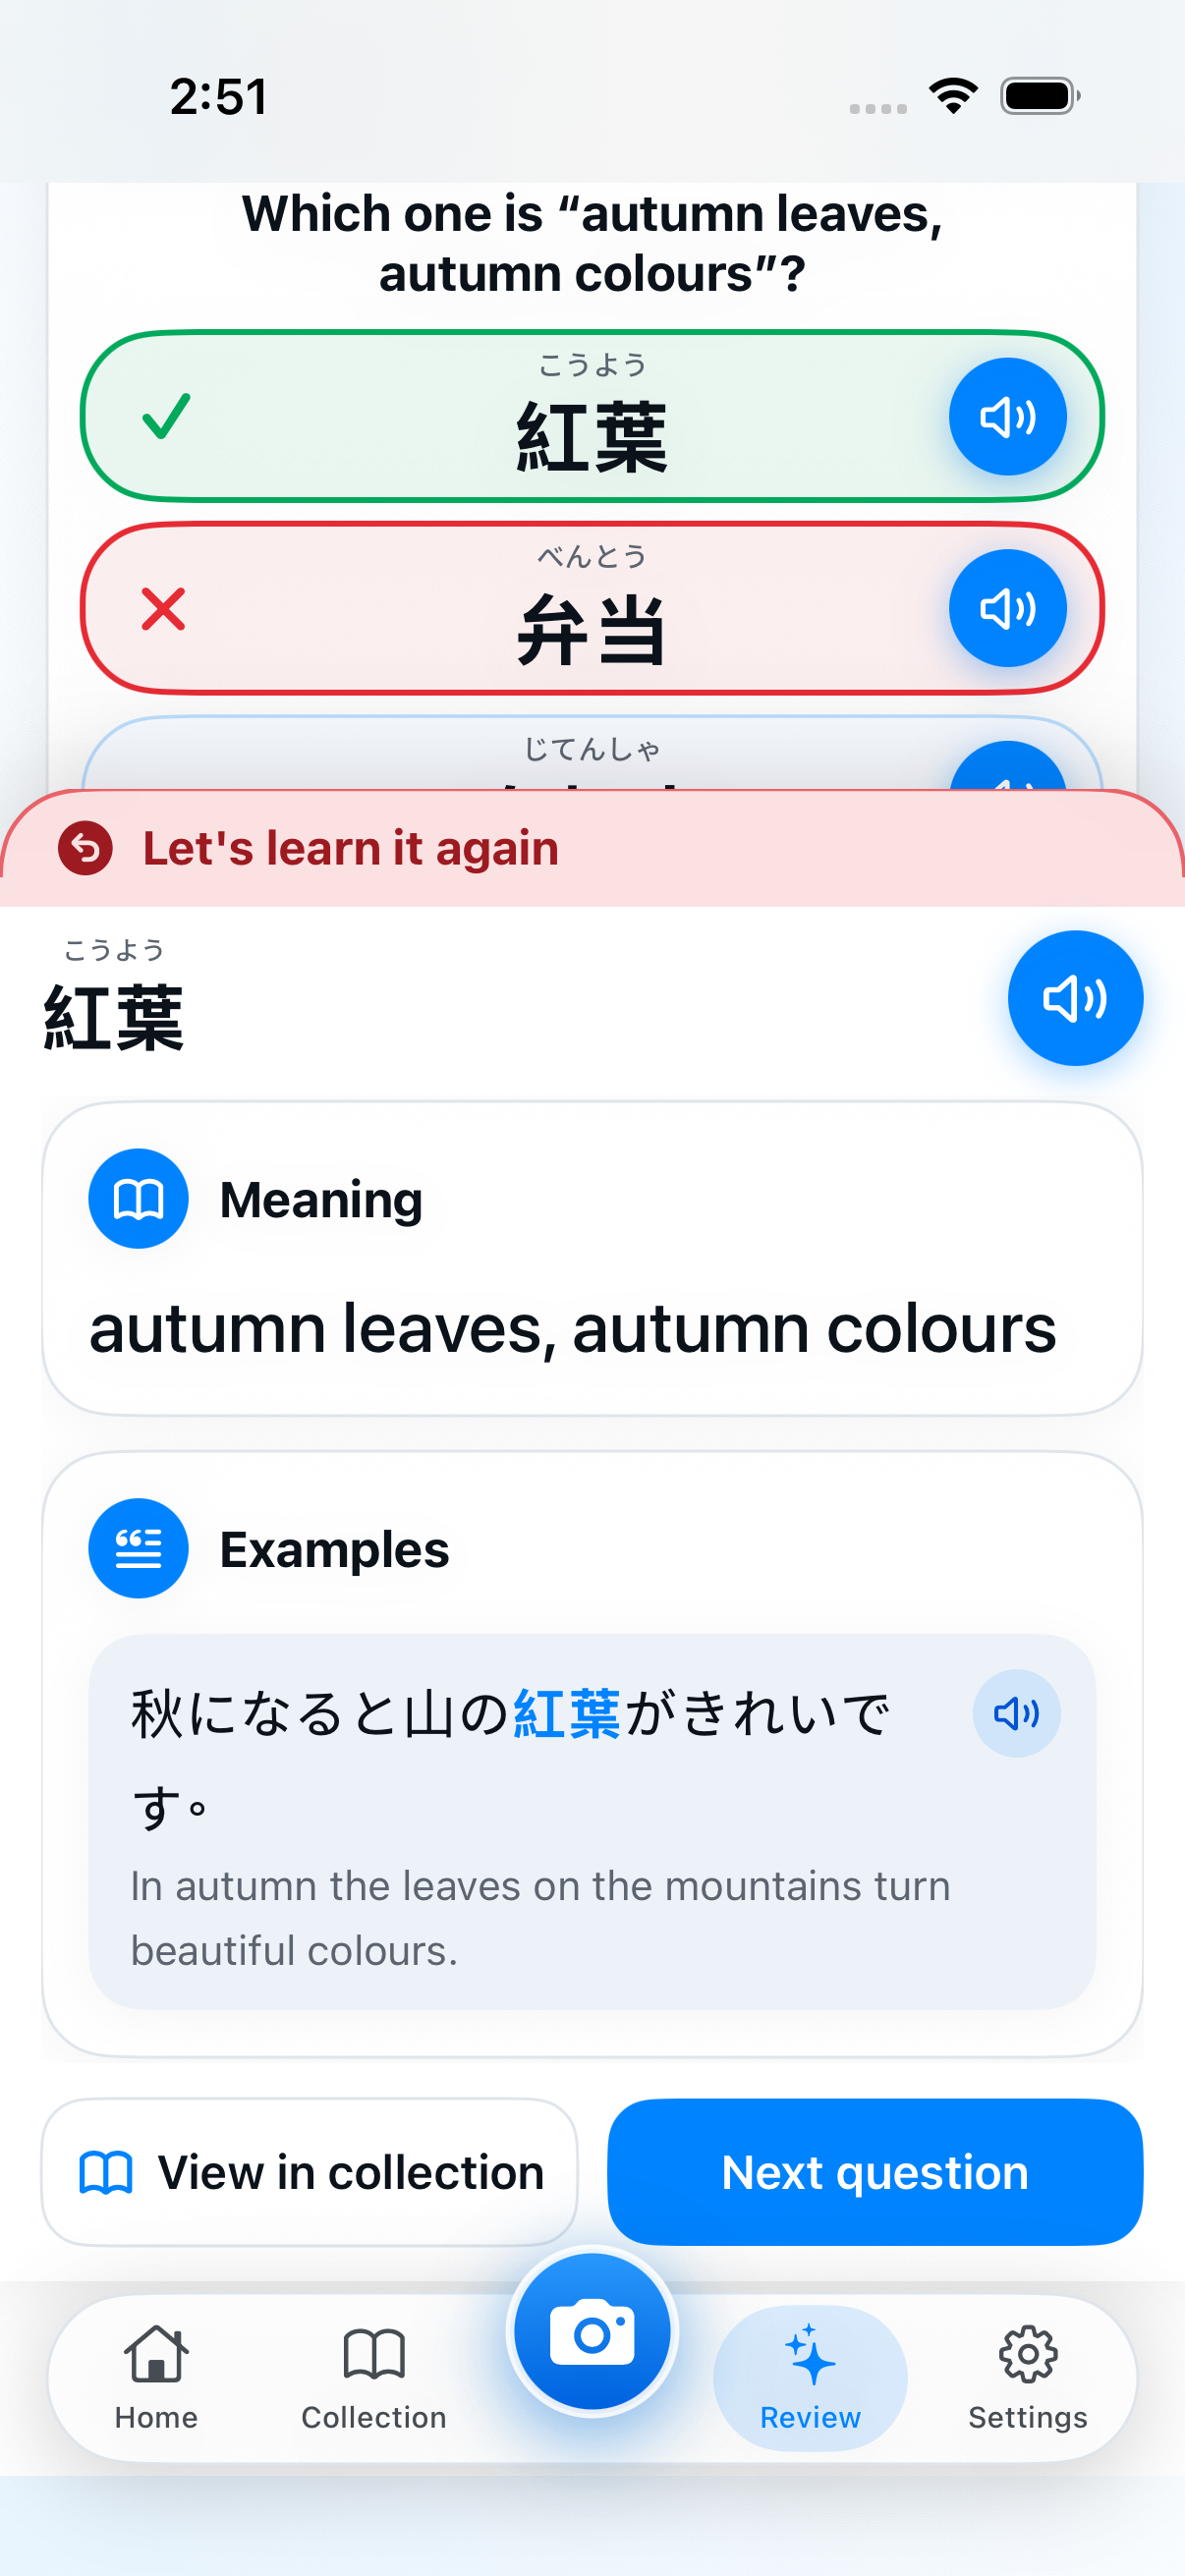 2:51
Which one is “autumn leaves,
autumn colours”?
こうよう
紅葉
べんとう
弁当
じてんしゃ
Let's learn it again
こうよう
紅葉
Meaning
autumn leaves, autumn colours
Examples
秋になると山の紅葉がきれいで
す。
In autumn the leaves on the mountains turn
beautiful colours.
View in collection
Next question
Home
Collection
Review
Settings